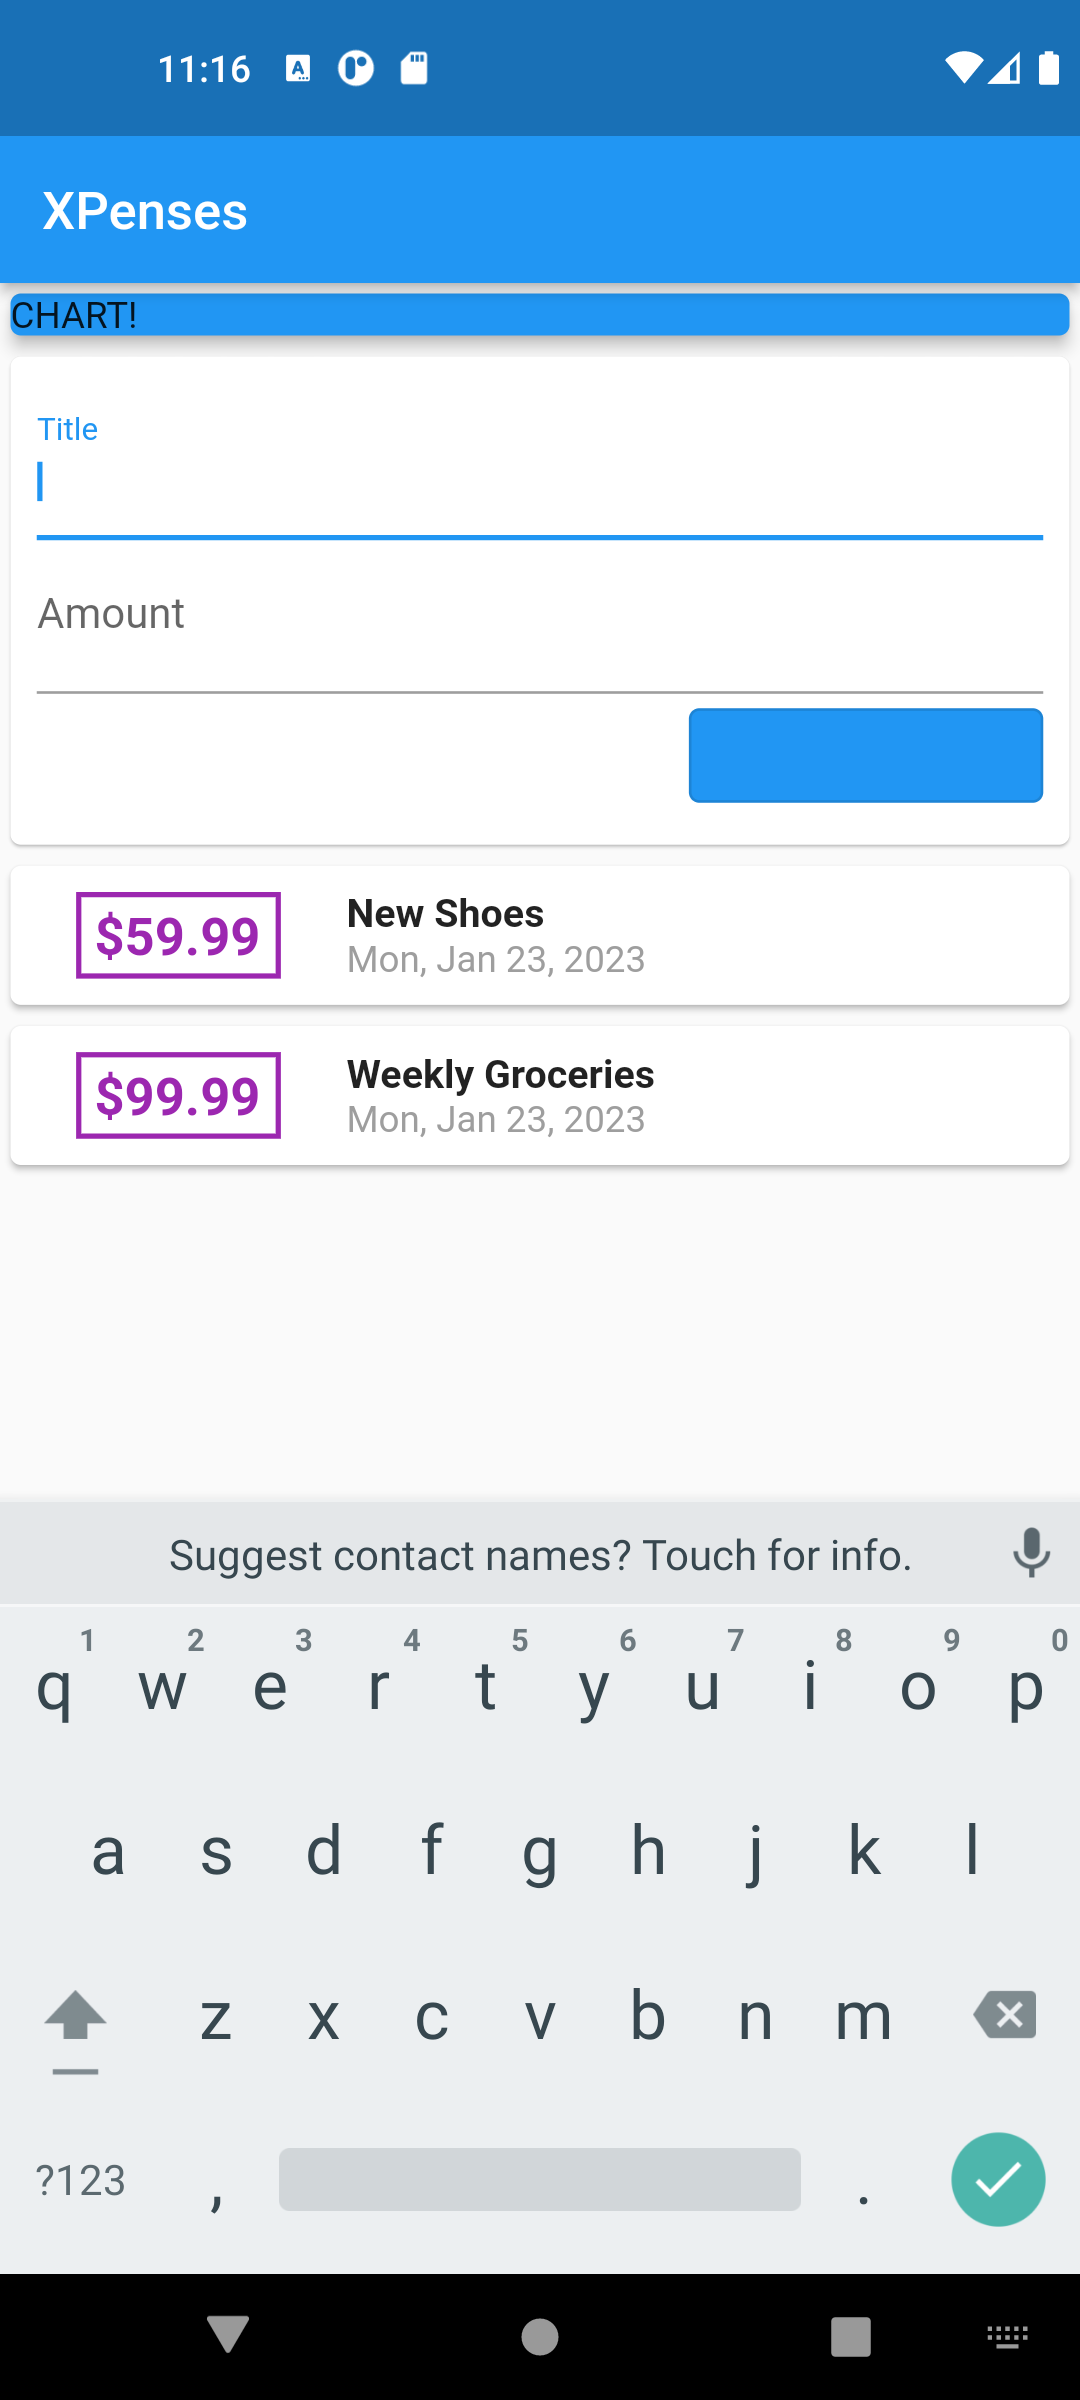 11:16
XPenses
CHART!
Title
Amount
$59.99
New Shoes
Mon, Jan 23, 2023
$99.99
Weekly Groceries
Mon, Jan 23, 2023
Suggest contact names? Touch for info.
1 2 3 4 5 6 7 8 9 0
q w e r t y u i o p
a s d f g h j k l
z x c v b n m
?123 , .